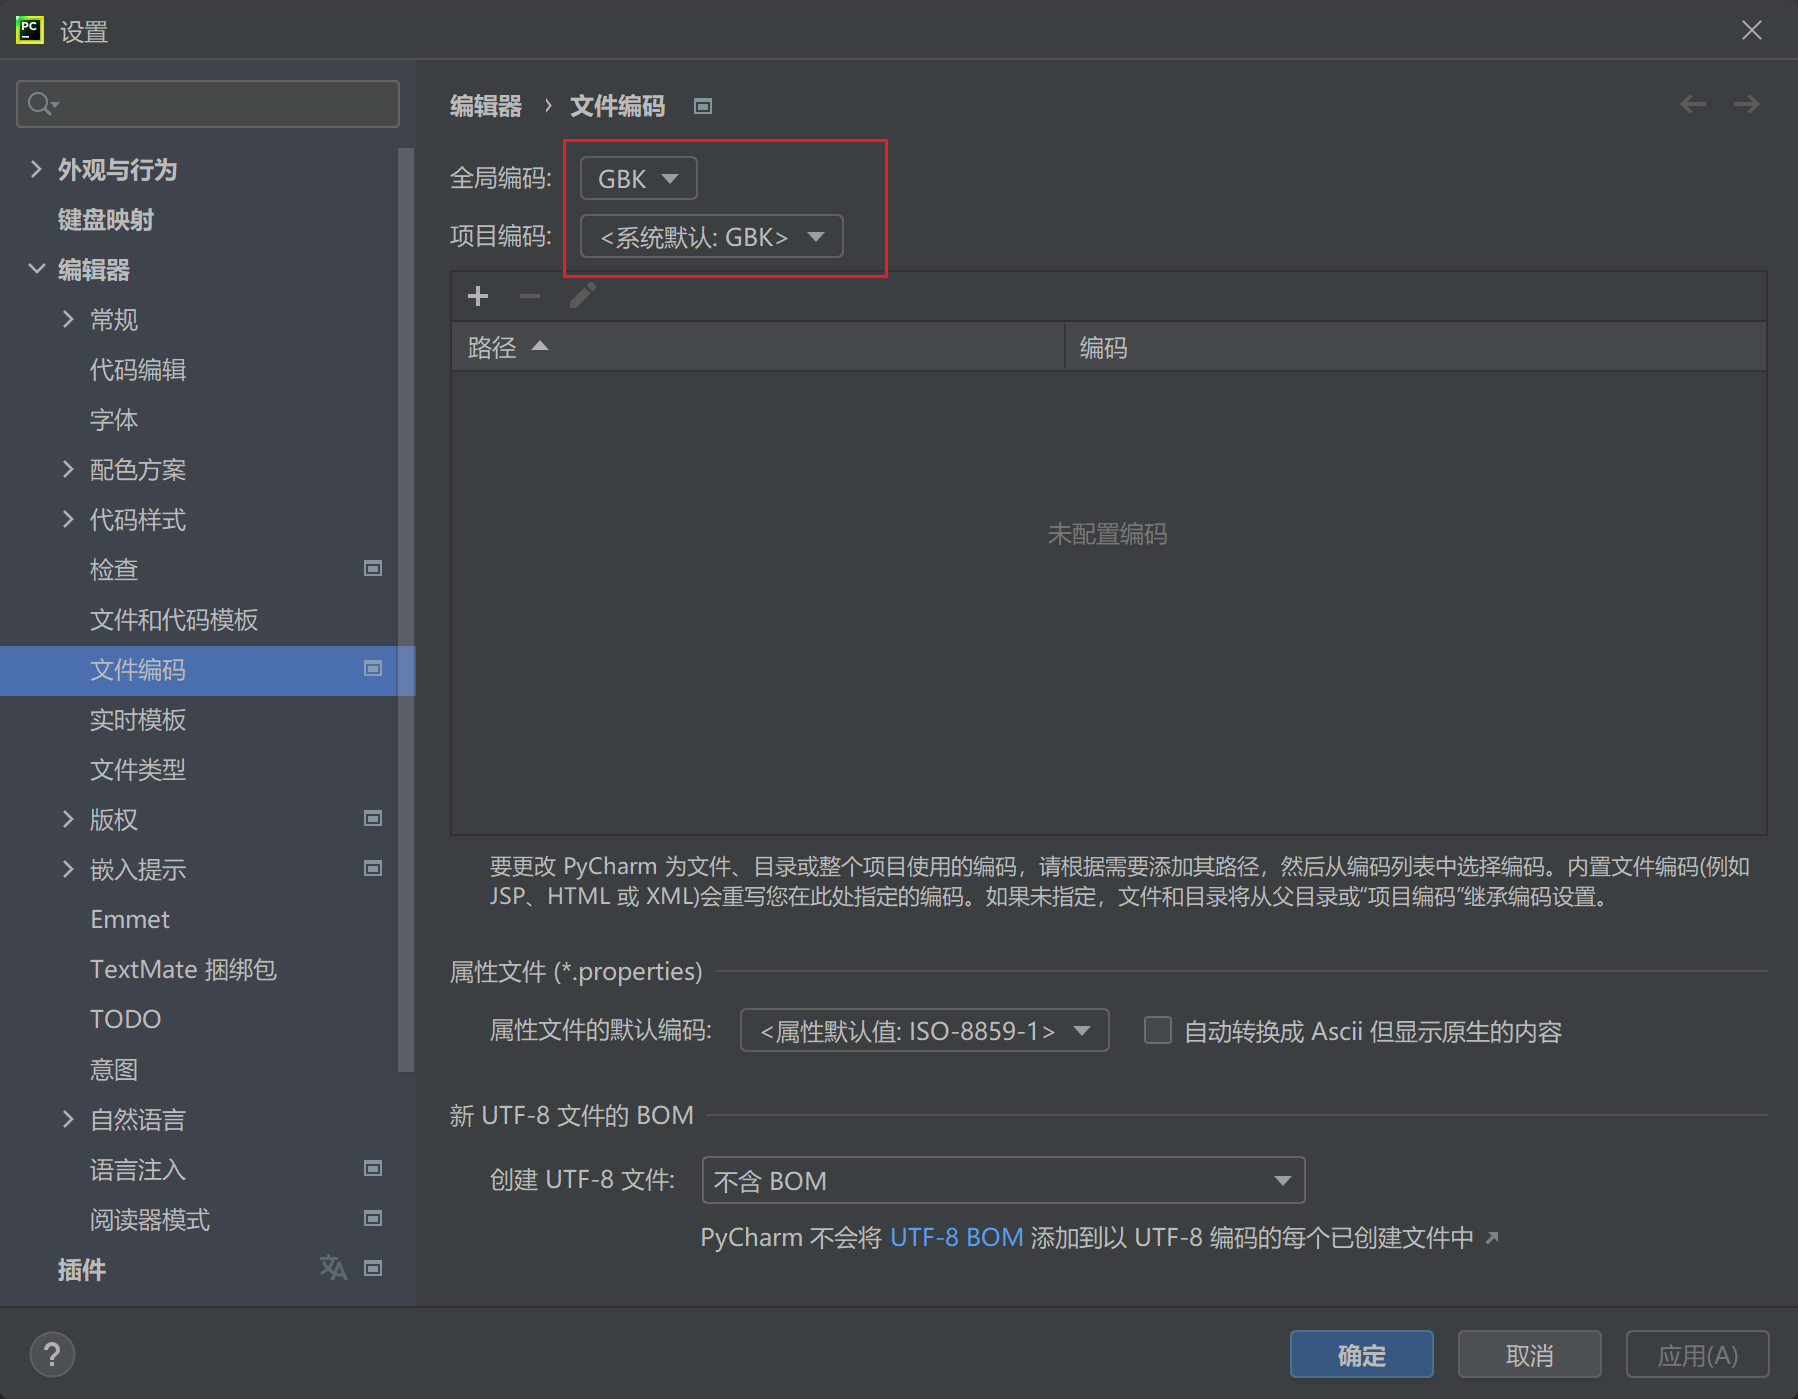 PC
设置
外观与行为
键盘映射
编辑器
常规
代码编辑
字体
配色方案
代码样式
检查
文件和代码模板
文件编码
实时模板
文件类型
版权
嵌入提示
Emmet
TextMate 捆绑包
TODO
意图
自然语言
语言注入
阅读器模式
插件
编辑器 › 文件编码
全局编码: GBK
项目编码: <系统默认: GBK>
路径 编码
未配置编码
要更改 PyCharm 为文件、目录或整个项目使用的编码，请根据需要添加其路径，然后从编码列表中选择编码。内置文件编码(例如
JSP、HTML 或 XML)会重写您在此处指定的编码。如果未指定，文件和目录将从父目录或“项目编码”继承编码设置。
属性文件 (*.properties)
属性文件的默认编码: <属性默认值: ISO-8859-1> 自动转换成 Ascii 但显示原生的内容
新 UTF-8 文件的 BOM
创建 UTF-8 文件: 不含 BOM
PyCharm 不会将 UTF-8 BOM 添加到以 UTF-8 编码的每个已创建文件中 ↗
? 确定 取消 应用(A)